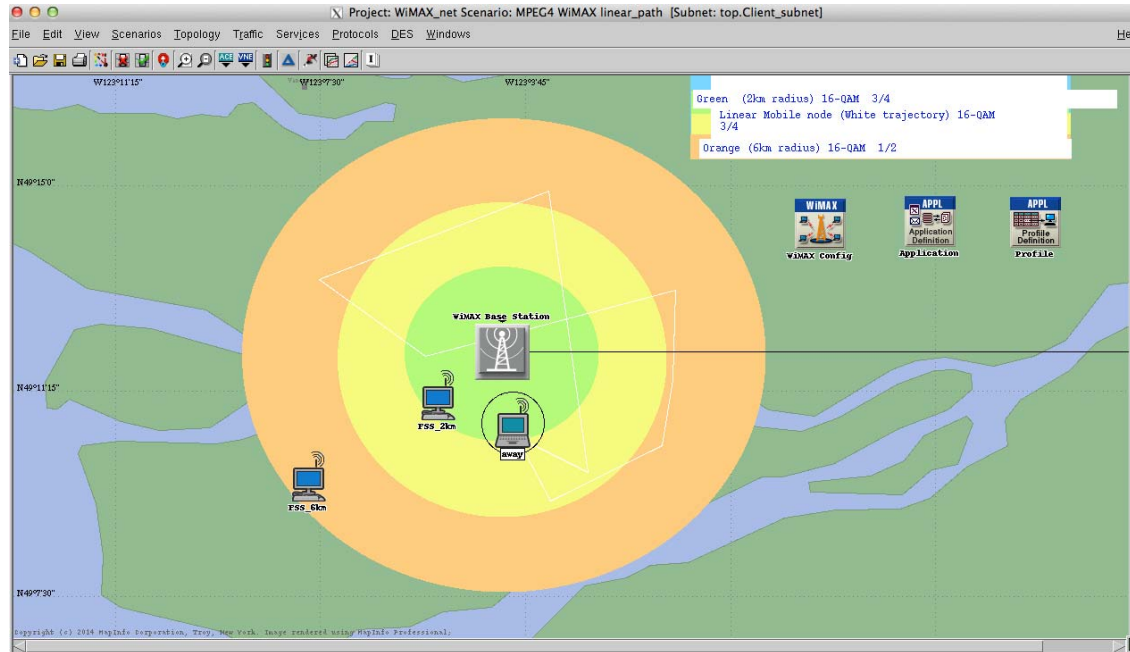 Project: WiMAX_net Scenario: MPEG4 WiMAX linear_path [Subnet: top.Client_subnet]
File Edit View Scenarios Topology Traffic Services Protocols DES Windows He
W123°11'15" W123°7'30" W123°3'45"
Green (2km radius) 16-QAM 3/4
Linear Mobile node (White trajectory) 16-QAM
3/4
Orange (6km radius) 16-QAM 1/2
N49°15'0"
WiMAX
WiMAX Config
APPL
Application
Definition
Application
APPL
Profile
Definition
Profile
WiMAX Base Station
N49°11'15"
FSS_2km
away
FSS_6km
N49°7'30"
Copyright (c) 2014 MapInfo Corporation, Troy, New York. Image rendered using MapInfo Professional;